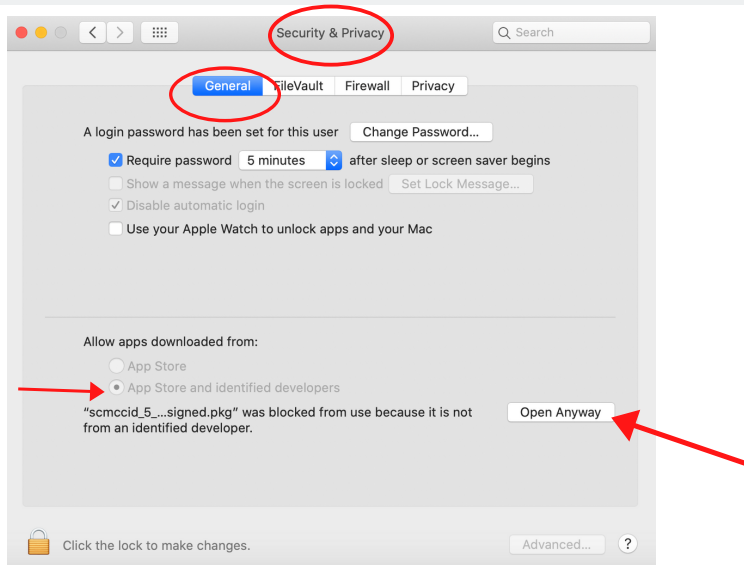 Security & Privacy
Search
General FileVault Firewall Privacy
A login password has been set for this user Change Password...
Require password 5 minutes after sleep or screen saver begins
Show a message when the screen is locked Set Lock Message...
Disable automatic login
Use your Apple Watch to unlock apps and your Mac
Allow apps downloaded from:
App Store
App Store and identified developers
“scmccid_5_...signed.pkg” was blocked from use because it is not Open Anyway
from an identified developer.
Click the lock to make changes. Advanced... ?